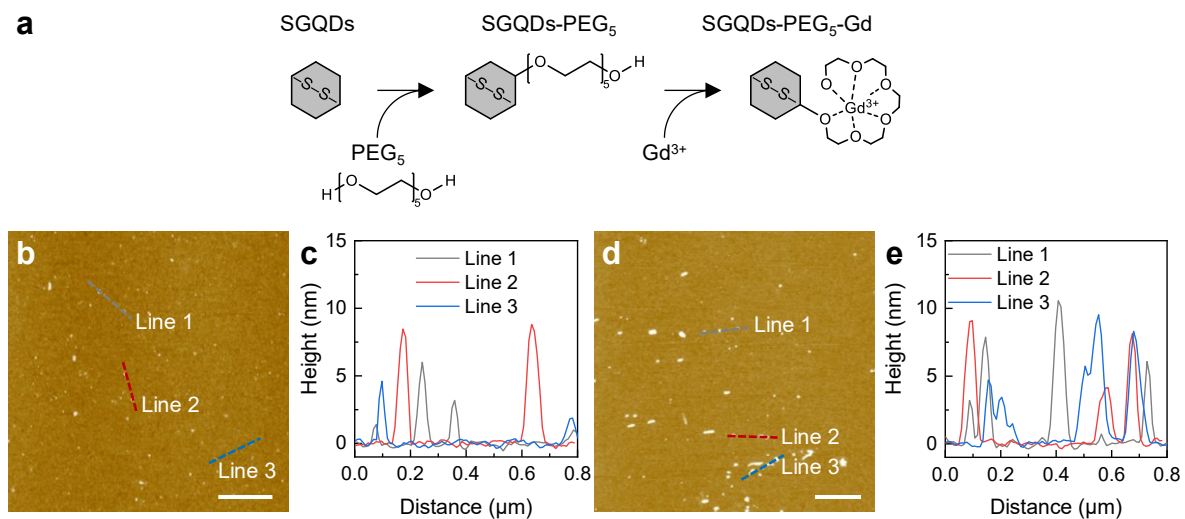 a
SGQDs
SGQDs-PEG₅
SGQDs-PEG₅-Gd
S S
S S O 5 O H
S S O O O O O O Gd³⁺
PEG₅
Gd³⁺
H O 5 O H
b
Line 1
Line 2
Line 3
c
Line 1
Line 2
Line 3
Height (nm)
15
10
5
0
0.0 0.2 0.4 0.6 0.8
Distance (µm)
d
Line 1
Line 2
Line 3
e
Line 1
Line 2
Line 3
Height (nm)
15
10
5
0
0.0 0.2 0.4 0.6 0.8
Distance (µm)